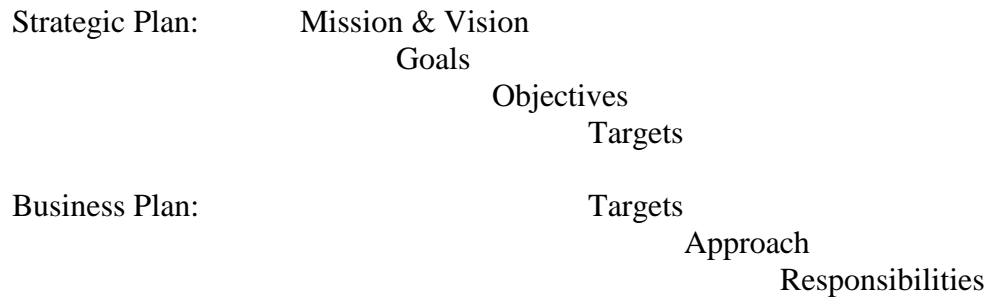 Strategic Plan: Mission & Vision
Goals
Objectives
Targets
Business Plan: Targets
Approach
Responsibilities